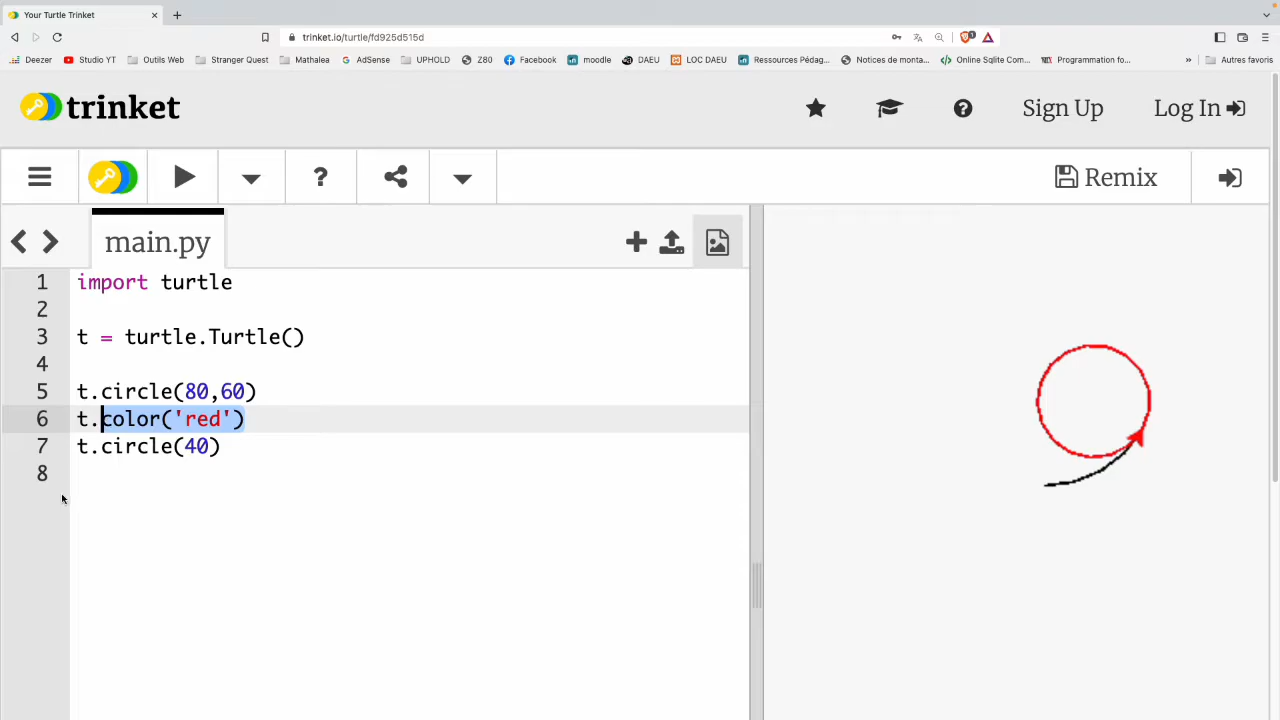 Your Turtle Trinket
trinket.io/turtle/fd925d515d
Deezer Studio YT Outils Web Stranger Quest Mathalea AdSense UPHOLD Z80 Facebook moodle DAEU LOC DAEU Ressources Pédag... Notices de monta... Online Sqlite Com... Programmation fo... » Autres favoris
trinket Sign Up Log In
? Remix
main.py
1 import turtle
2
3 t = turtle.Turtle()
4
5 t.circle(80,60)
6 t.color('red')
7 t.circle(40)
8